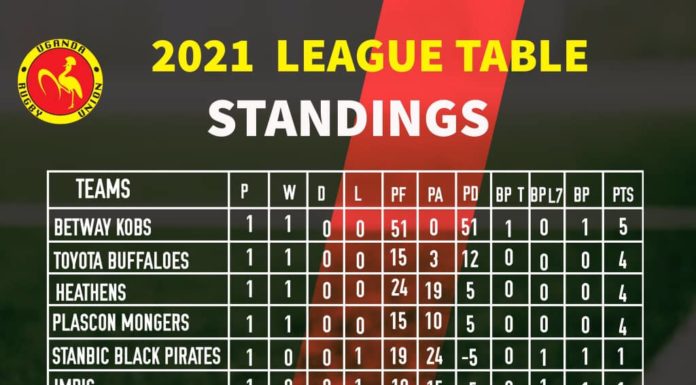 UGANDA
RUGBY UNION
2021 LEAGUE TABLE
STANDINGS
TEAMS P W D L PF PA PD BP T BP L7 BP PTS
BETWAY KOBS 1 1 0 0 51 0 51 1 0 1 5
TOYOTA BUFFALOES 1 1 0 0 15 3 12 0 0 0 4
HEATHENS 1 1 0 0 24 19 5 0 0 0 4
PLASCON MONGERS 1 1 0 0 15 10 5 0 0 0 4
STANBIC BLACK PIRATES 1 0 0 1 19 24 -5 0 1 1 1